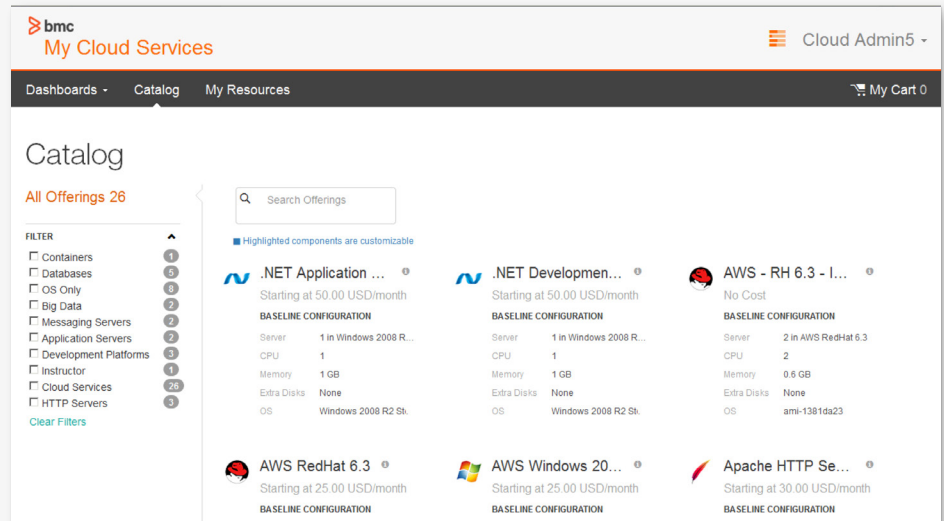 bmc
My Cloud Services
Cloud Admin5
Dashboards
Catalog
My Resources
My Cart 0
Catalog
All Offerings 26
Search Offerings
FILTER
Containers 1
Databases 5
OS Only 8
Big Data 2
Messaging Servers 2
Application Servers 2
Development Platforms 3
Instructor 1
Cloud Services 26
HTTP Servers 3
Clear Filters
Highlighted components are customizable
.NET Application ...
Starting at 50.00 USD/month
BASELINE CONFIGURATION
Server 1 in Windows 2008 R...
CPU 1
Memory 1 GB
Extra Disks None
OS Windows 2008 R2
.NET Developmen...
Starting at 50.00 USD/month
BASELINE CONFIGURATION
Server 1 in Windows 2008 R...
CPU 1
Memory 1 GB
Extra Disks None
OS Windows 2008 R2
AWS - RH 6.3 - I...
No Cost
BASELINE CONFIGURATION
Server 2 in AWS RedHat 6.3
CPU 2
Memory 0.6 GB
Extra Disks None
OS ami-1381da23
AWS RedHat 6.3
Starting at 25.00 USD/month
BASELINE CONFIGURATION
AWS Windows 20...
Starting at 25.00 USD/month
BASELINE CONFIGURATION
Apache HTTP Se...
Starting at 30.00 USD/month
BASELINE CONFIGURATION